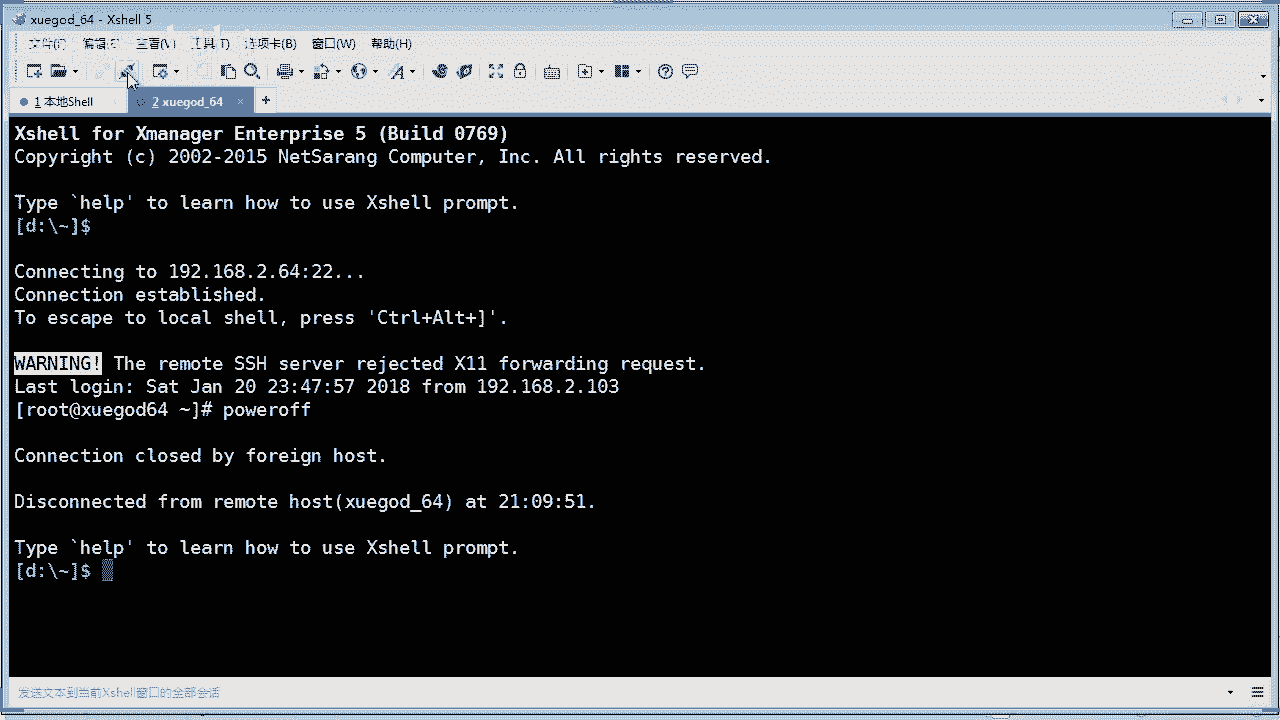 xuegod_64 - Xshell 5
文件(F) 编辑(E) 查看(V) 工具(T) 选项卡(B) 窗口(W) 帮助(H)
1 本地Shell 2 xuegod_64 × +
Xshell for Xmanager Enterprise 5 (Build 0769)
Copyright (c) 2002-2015 NetSarang Computer, Inc. All rights reserved.
Type `help' to learn how to use Xshell prompt.
[d:\~]$
Connecting to 192.168.2.64:22...
Connection established.
To escape to local shell, press 'Ctrl+Alt+]'.
WARNING! The remote SSH server rejected X11 forwarding request.
Last login: Sat Jan 20 23:47:57 2018 from 192.168.2.103
[root@xuegod64 ~]# poweroff
Connection closed by foreign host.
Disconnected from remote host(xuegod_64) at 21:09:51.
Type `help' to learn how to use Xshell prompt.
[d:\~]$
发送文本到当前Xshell窗口的全部会话